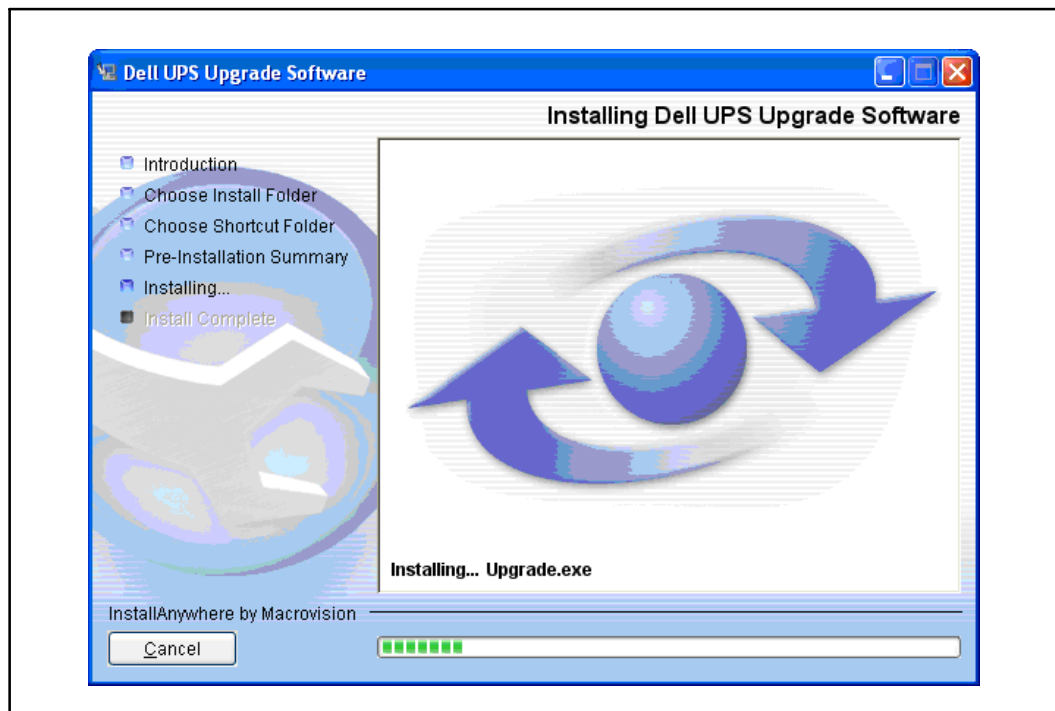 Dell UPS Upgrade Software
Installing Dell UPS Upgrade Software
Introduction
Choose Install Folder
Choose Shortcut Folder
Pre-Installation Summary
Installing...
Install Complete
Installing... Upgrade.exe
InstallAnywhere by Macrovision
Cancel